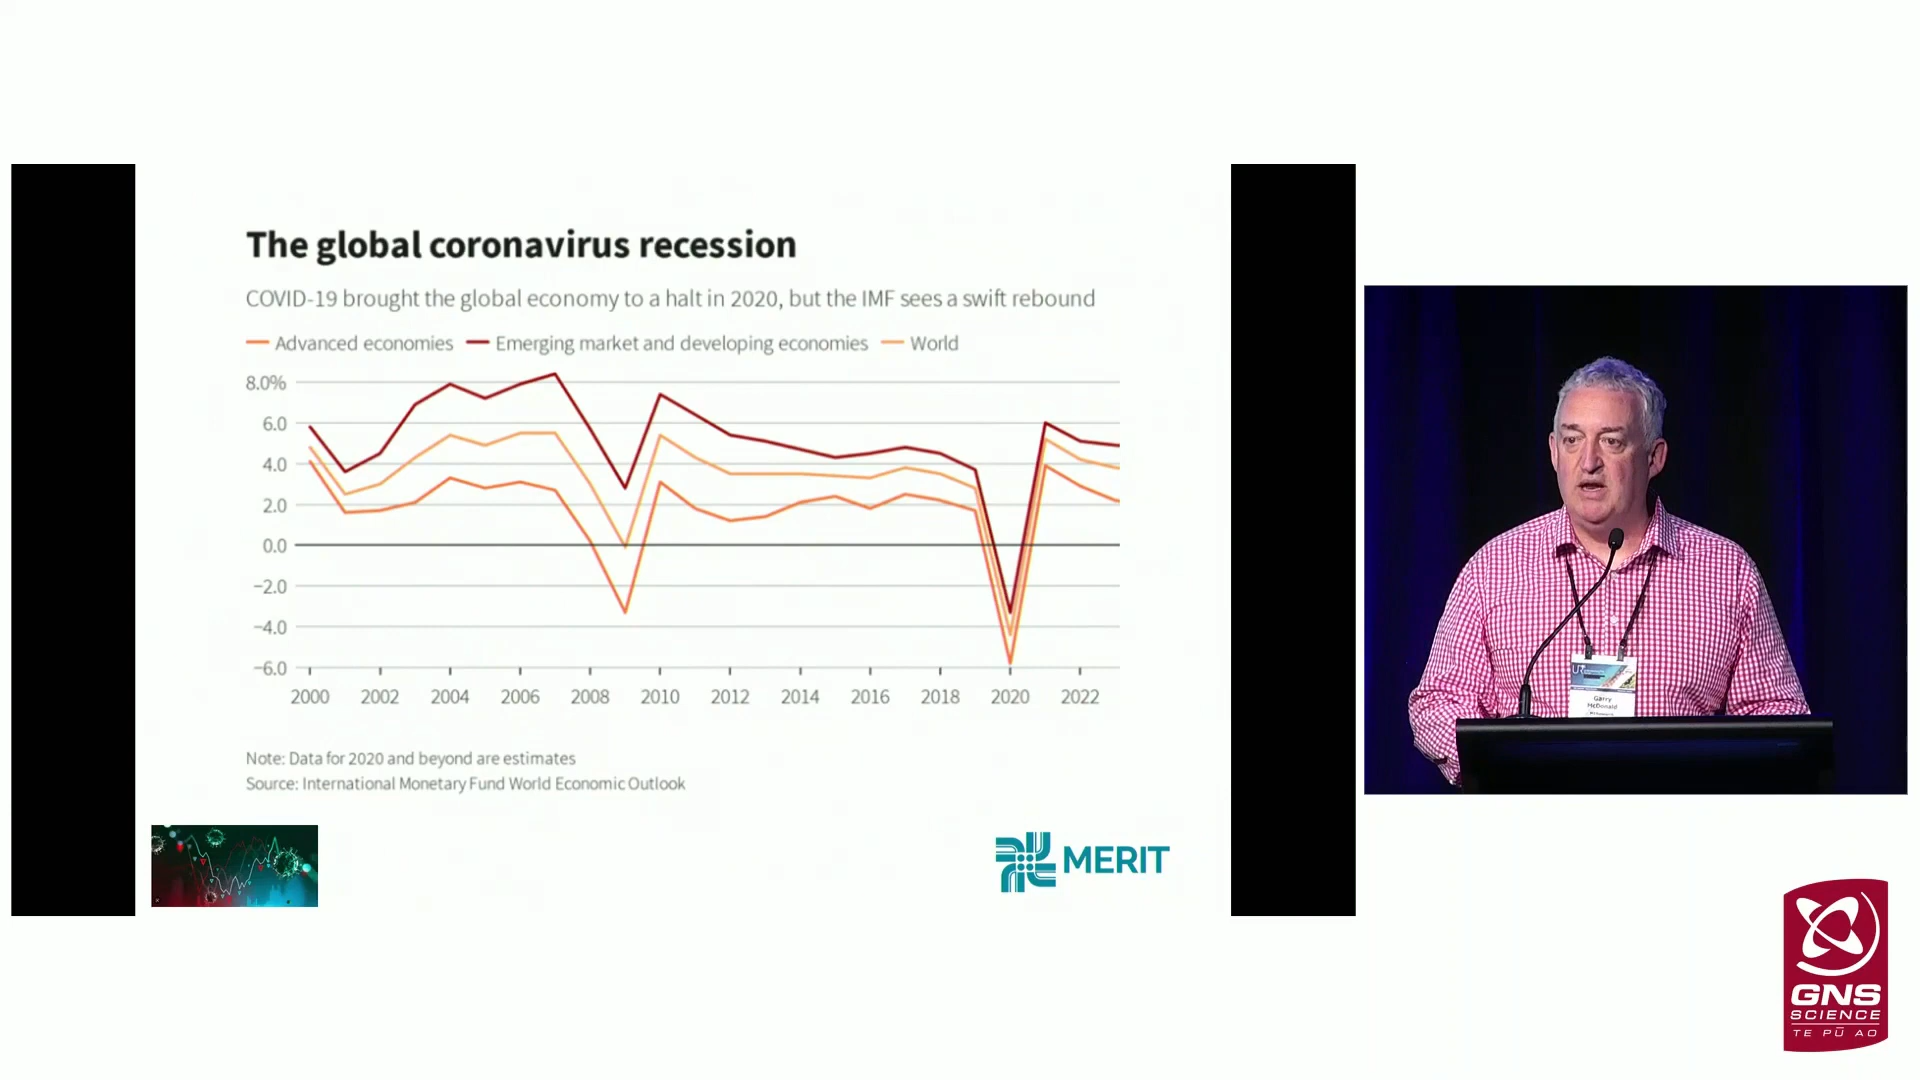 The global coronavirus recession
COVID-19 brought the global economy to a halt in 2020, but the IMF sees a swift rebound
Advanced economies Emerging market and developing economies World
8.0%
6.0
4.0
2.0
0.0
−2.0
−4.0
−6.0
2000 2002 2004 2006 2008 2010 2012 2014 2016 2018 2020 2022
Note: Data for 2020 and beyond are estimates
Source: International Monetary Fund World Economic Outlook
MERIT
Garry
McDonald
GNS
SCIENCE
TE PŪ AO